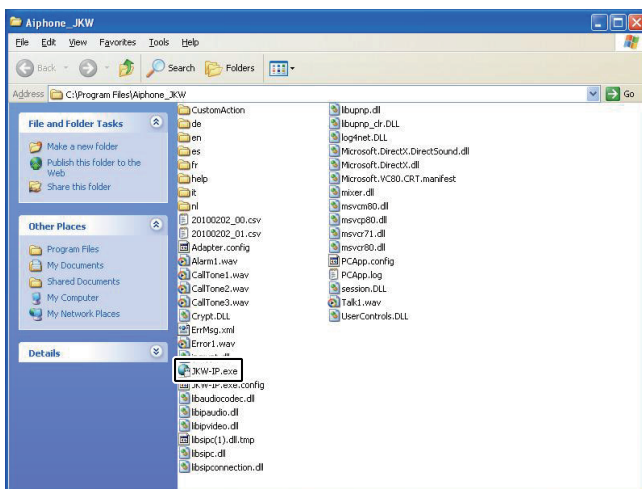 Aiphone_JKW
File Edit View Favorites Tools Help
Back Search Folders
Address C:\Program Files\Aiphone_JKW Go
File and Folder Tasks
Make a new folder
Publish this folder to the
Web
Share this folder
Other Places
Program Files
My Documents
Shared Documents
My Computer
My Network Places
Details
CustomAction
de
en
es
fr
help
it
nl
20100202_00.csv
20100202_01.csv
Adapter.config
Alarm1.wav
CallTone1.wav
CallTone2.wav
CallTone3.wav
Crypt.DLL
ErrMsg.xml
Error1.wav
JKW-IP.exe
JKW-IP.exe.config
libaudiocodec.dll
libipaudio.dll
libipvideo.dll
libsipc(1).dll.tmp
libsipc.dll
libsipconnection.dll
libupnp.dll
libupnp_clr.DLL
log4net.DLL
Microsoft.DirectX.DirectSound.dll
Microsoft.DirectX.dll
Microsoft.VC80.CRT.manifest
mixer.dll
msvcm80.dll
msvcp80.dll
msvcr71.dll
msvcr80.dll
PCApp.config
PCApp.log
session.DLL
Talk1.wav
UserControls.DLL